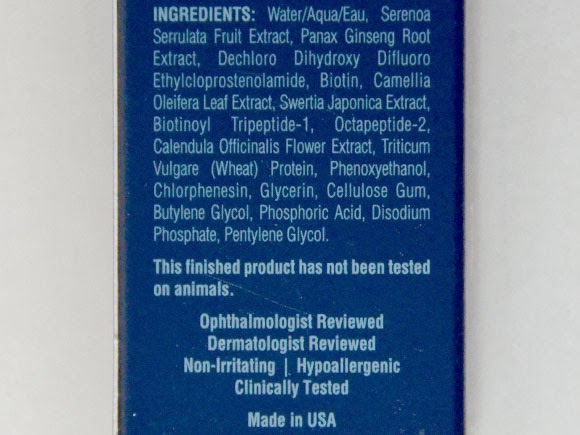 INGREDIENTS: Water/Aqua/Eau, Serenoa
Serrulata Fruit Extract, Panax Ginseng Root
Extract, Dechloro Dihydroxy Difluoro
Ethylcloprostenolamide, Biotin, Camellia
Oleifera Leaf Extract, Swertia Japonica Extract,
Biotinoyl Tripeptide-1, Octapeptide-2,
Calendula Officinalis Flower Extract, Triticum
Vulgare (Wheat) Protein, Phenoxyethanol,
Chlorphenesin, Glycerin, Cellulose Gum,
Butylene Glycol, Phosphoric Acid, Disodium
Phosphate, Pentylene Glycol.
This finished product has not been tested
on animals.
Ophthalmologist Reviewed
Dermatologist Reviewed
Non-Irritating | Hypoallergenic
Clinically Tested
Made in USA